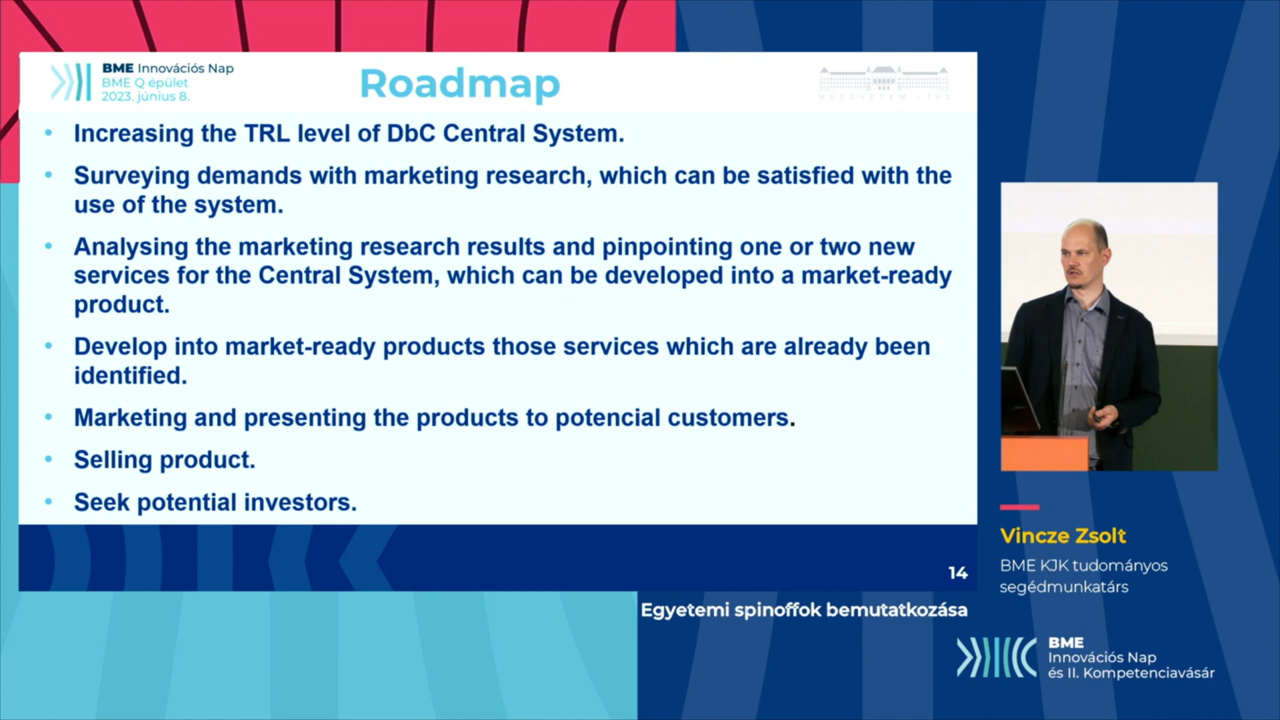 BME Innovációs Nap
BME Q épület
2023. június 8.
Roadmap
MŰEGYETEM 1782
• Increasing the TRL level of DbC Central System.
• Surveying demands with marketing research, which can be satisfied with the
use of the system.
• Analysing the marketing research results and pinpointing one or two new
services for the Central System, which can be developed into a market-ready
product.
• Develop into market-ready products those services which are already been
identified.
• Marketing and presenting the products to potencial customers.
• Selling product.
• Seek potential investors.
14
Egyetemi spinoffok bemutatkozása
Vincze Zsolt
BME KJK tudományos
segédmunkatárs
BME
Innovációs Nap
és II. Kompetenciavásár